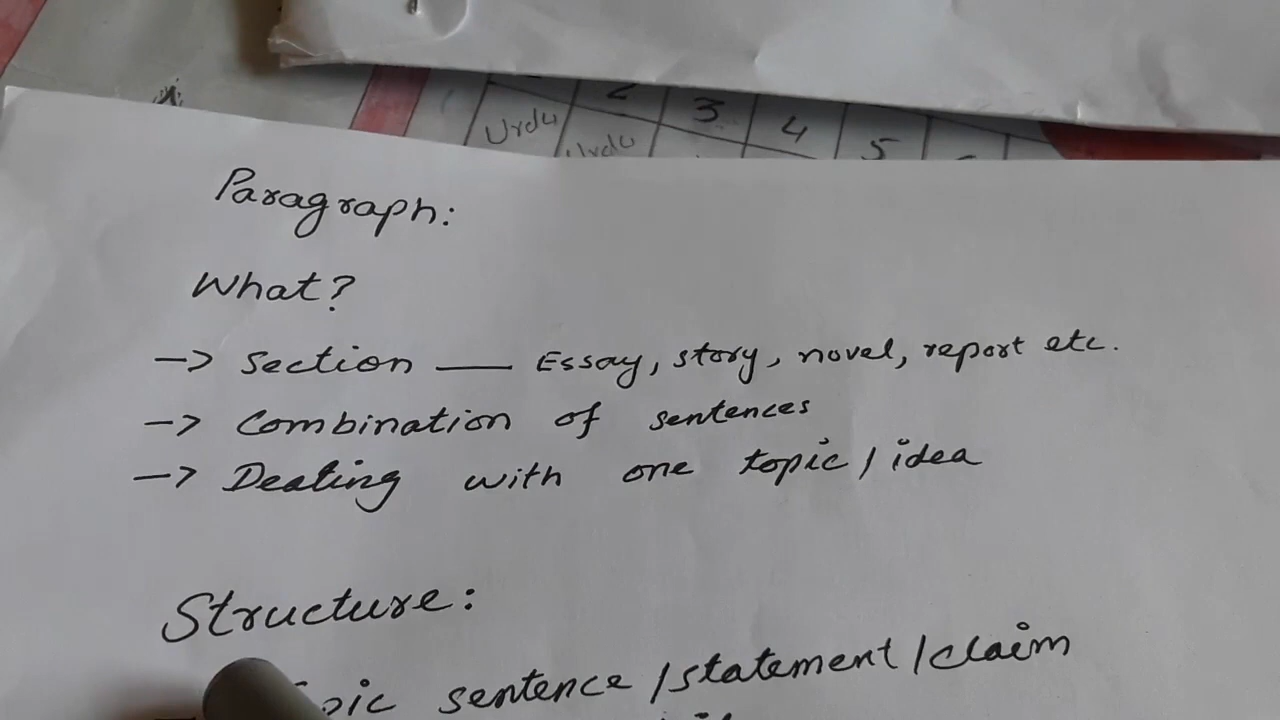 2 3 4 5
Urdu Urdu
Paragraph:
What?
-> Section — Essay, story, novel, report etc.
-> Combination of sentences
-> Dealing with one topic / idea
Structure:
sentence / statement / claim